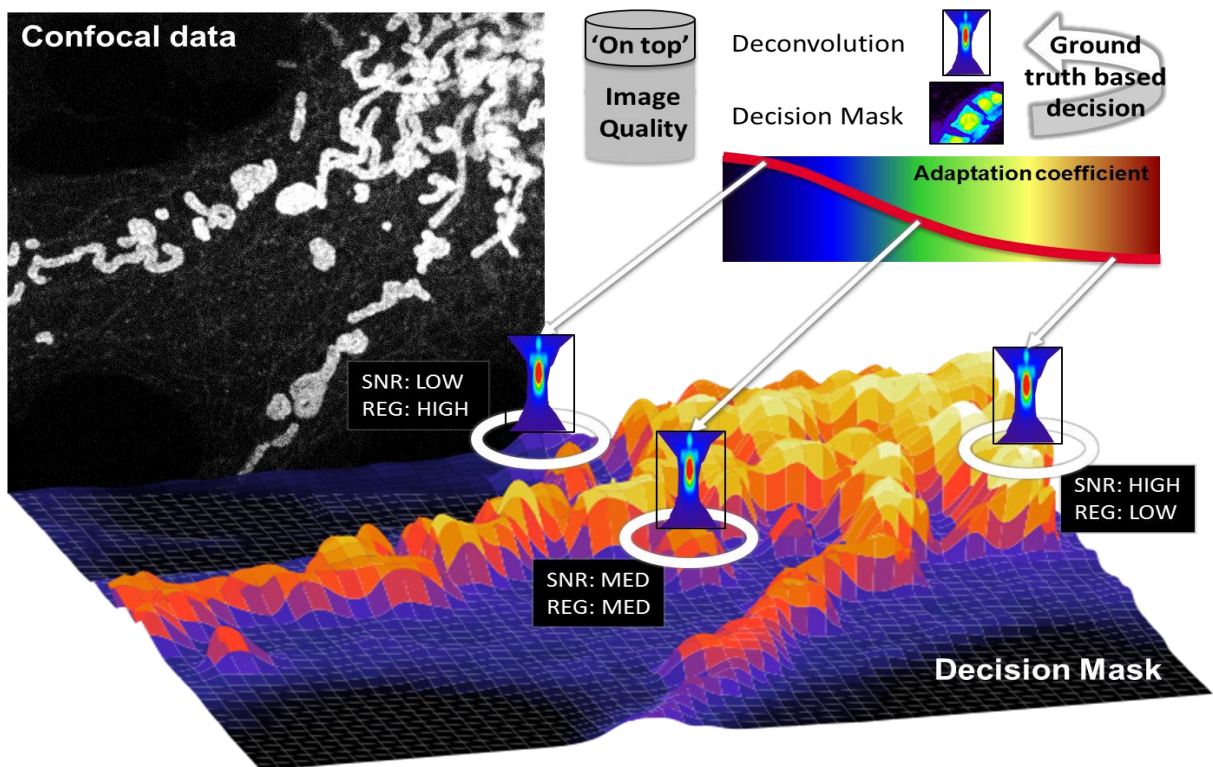 Confocal data
'On top'
Image
Quality
Deconvolution
Decision Mask
Ground
truth based
decision
Adaptation coefficient
SNR: LOW
REG: HIGH
SNR: MED
REG: MED
SNR: HIGH
REG: LOW
Decision Mask